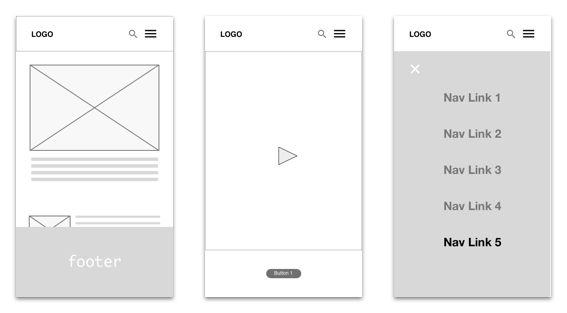 LOGO
footer
LOGO
Button 1
LOGO
Nav Link 1
Nav Link 2
Nav Link 3
Nav Link 4
Nav Link 5